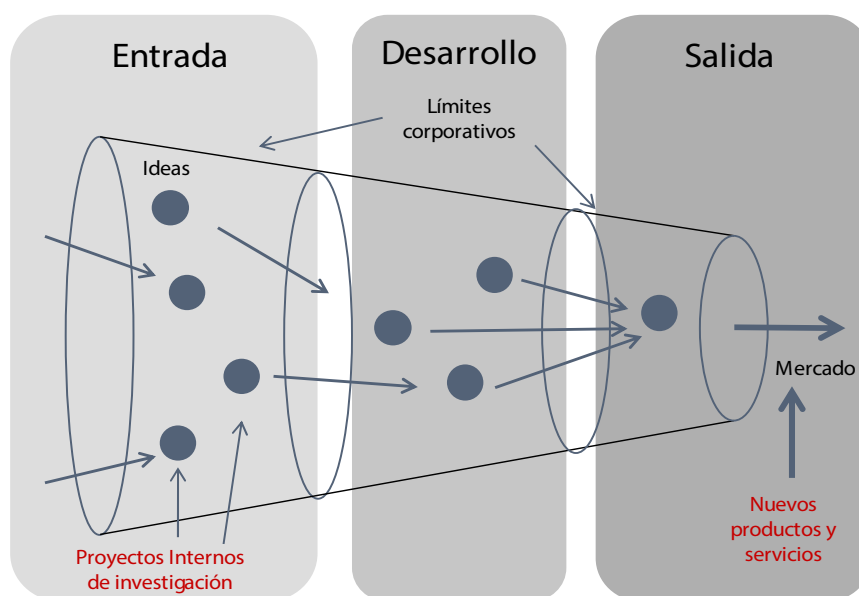 Entrada
Desarrollo
Salida
Límites
corporativos
Ideas
Mercado
Proyectos Internos
de investigación
Nuevos
productos y
servicios